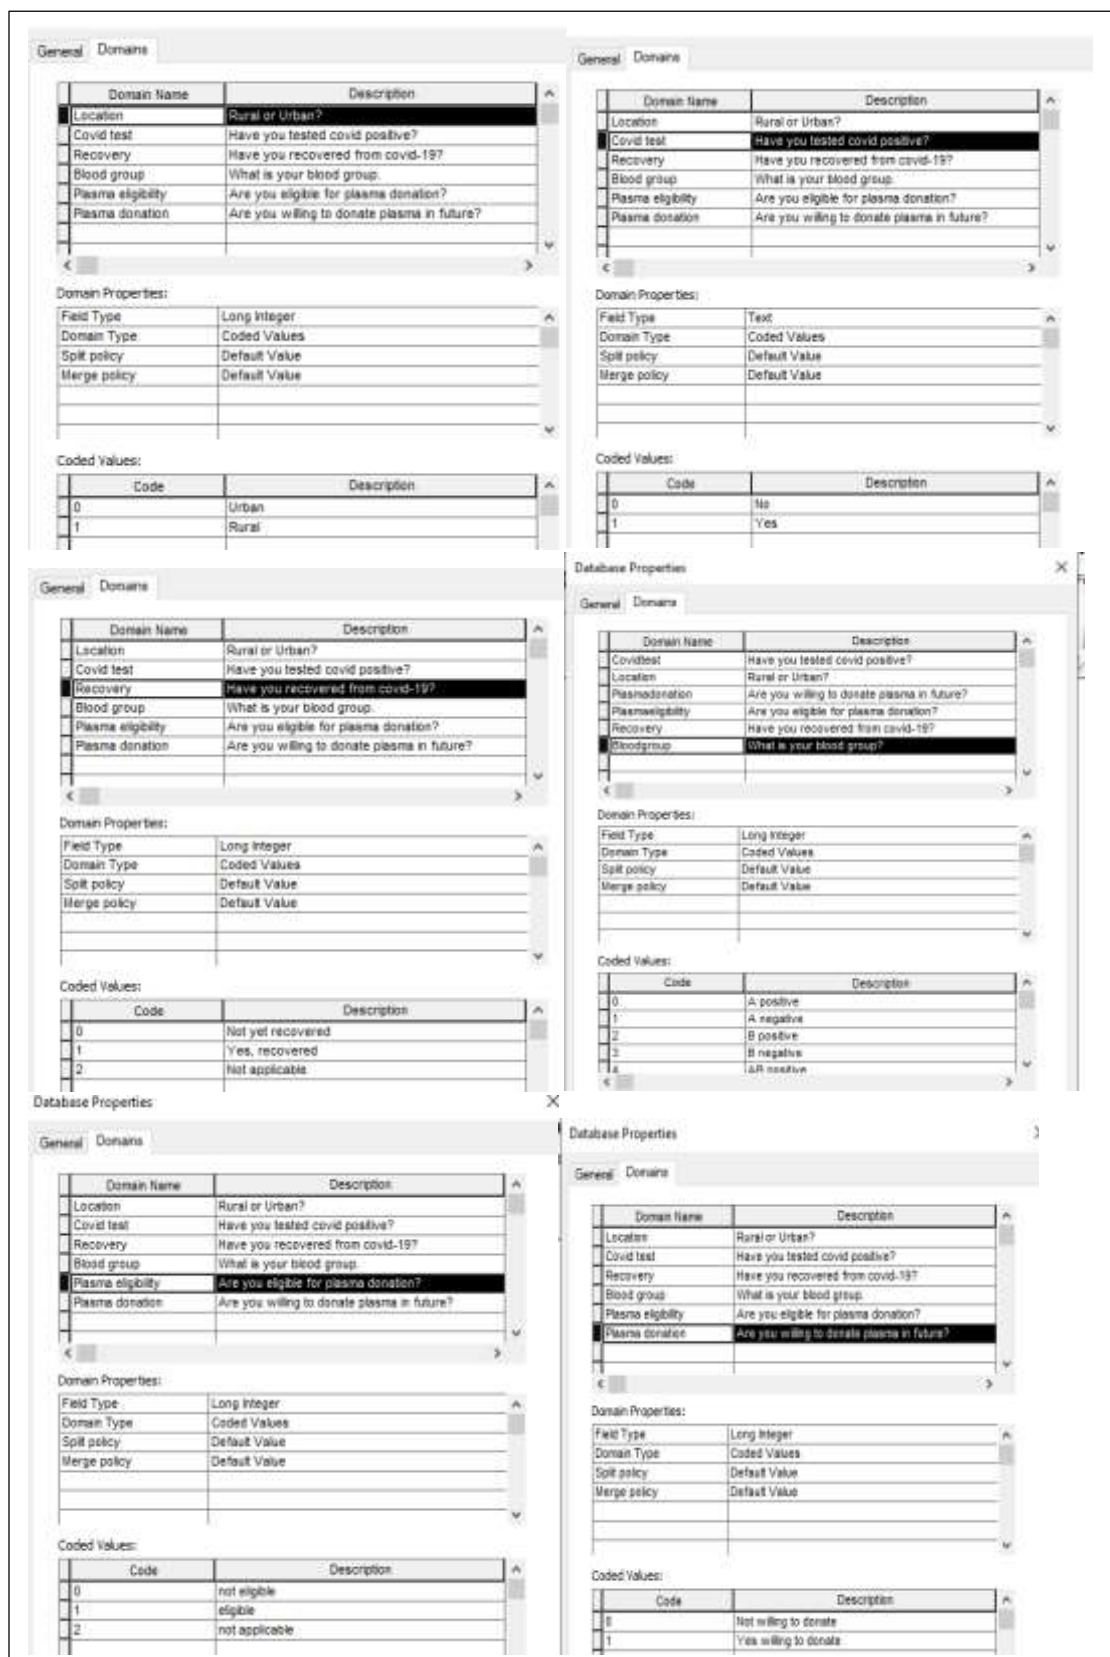 General Domains
Domain Name Description
Location Rural or Urban?
Covid test Have you tested covid positive?
Recovery Have you recovered from covid-19?
Blood group What is your blood group.
Plasma eligibility Are you eligible for plasma donation?
Plasma donation Are you willing to donate plasma in future?
Domain Properties:
Field Type Long Integer
Domain Type Coded Values
Split policy Default Value
Merge policy Default Value
Coded Values:
Code Description
0 Urban
1 Rural
General Domains
Domain Name Description
Location Rural or Urban?
Covid test Have you tested covid positive?
Recovery Have you recovered from covid-19?
Blood group What is your blood group.
Plasma eligibility Are you eligible for plasma donation?
Plasma donation Are you willing to donate plasma in future?
Domain Properties:
Field Type Text
Domain Type Coded Values
Split policy Default Value
Merge policy Default Value
Coded Values:
Code Description
0 No
1 Yes
General Domains
Domain Name Description
Location Rural or Urban?
Covid test Have you tested covid positive?
Recovery Have you recovered from covid-19?
Blood group What is your blood group.
Plasma eligibility Are you eligible for plasma donation?
Plasma donation Are you willing to donate plasma in future?
Domain Properties:
Field Type Long Integer
Domain Type Coded Values
Split policy Default Value
Merge policy Default Value
Coded Values:
Code Description
0 Not yet recovered
1 Yes, recovered
2 Not applicable
Database Properties
General Domains
Domain Name Description
Covidtest Have you tested covid positive?
Location Rural or Urban?
Plasmadonation Are you willing to donate plasma in future?
Plasmaeligibility Are you eligible for plasma donation?
Recovery Have you recovered from covid-19?
Bloodgroup What is your blood group?
Domain Properties:
Field Type Long Integer
Domain Type Coded Values
Split policy Default Value
Merge policy Default Value
Coded Values:
Code Description
0 A positive
1 A negative
2 B positive
3 B negative
4 AB positive
Database Properties
General Domains
Domain Name Description
Location Rural or Urban?
Covid test Have you tested covid positive?
Recovery Have you recovered from covid-19?
Blood group What is your blood group.
Plasma eligibility Are you eligible for plasma donation?
Plasma donation Are you willing to donate plasma in future?
Domain Properties:
Field Type Long Integer
Domain Type Coded Values
Split policy Default Value
Merge policy Default Value
Coded Values:
Code Description
0 not eligible
1 eligible
2 not applicable
Database Properties
General Domains
Domain Name Description
Location Rural or Urban?
Covid test Have you tested covid positive?
Recovery Have you recovered from covid-19?
Blood group What is your blood group.
Plasma eligibility Are you eligible for plasma donation?
Plasma donation Are you willing to donate plasma in future?
Domain Properties:
Field Type Long Integer
Domain Type Coded Values
Split policy Default Value
Merge policy Default Value
Coded Values:
Code Description
0 Not willing to donate
1 Yes willing to donate